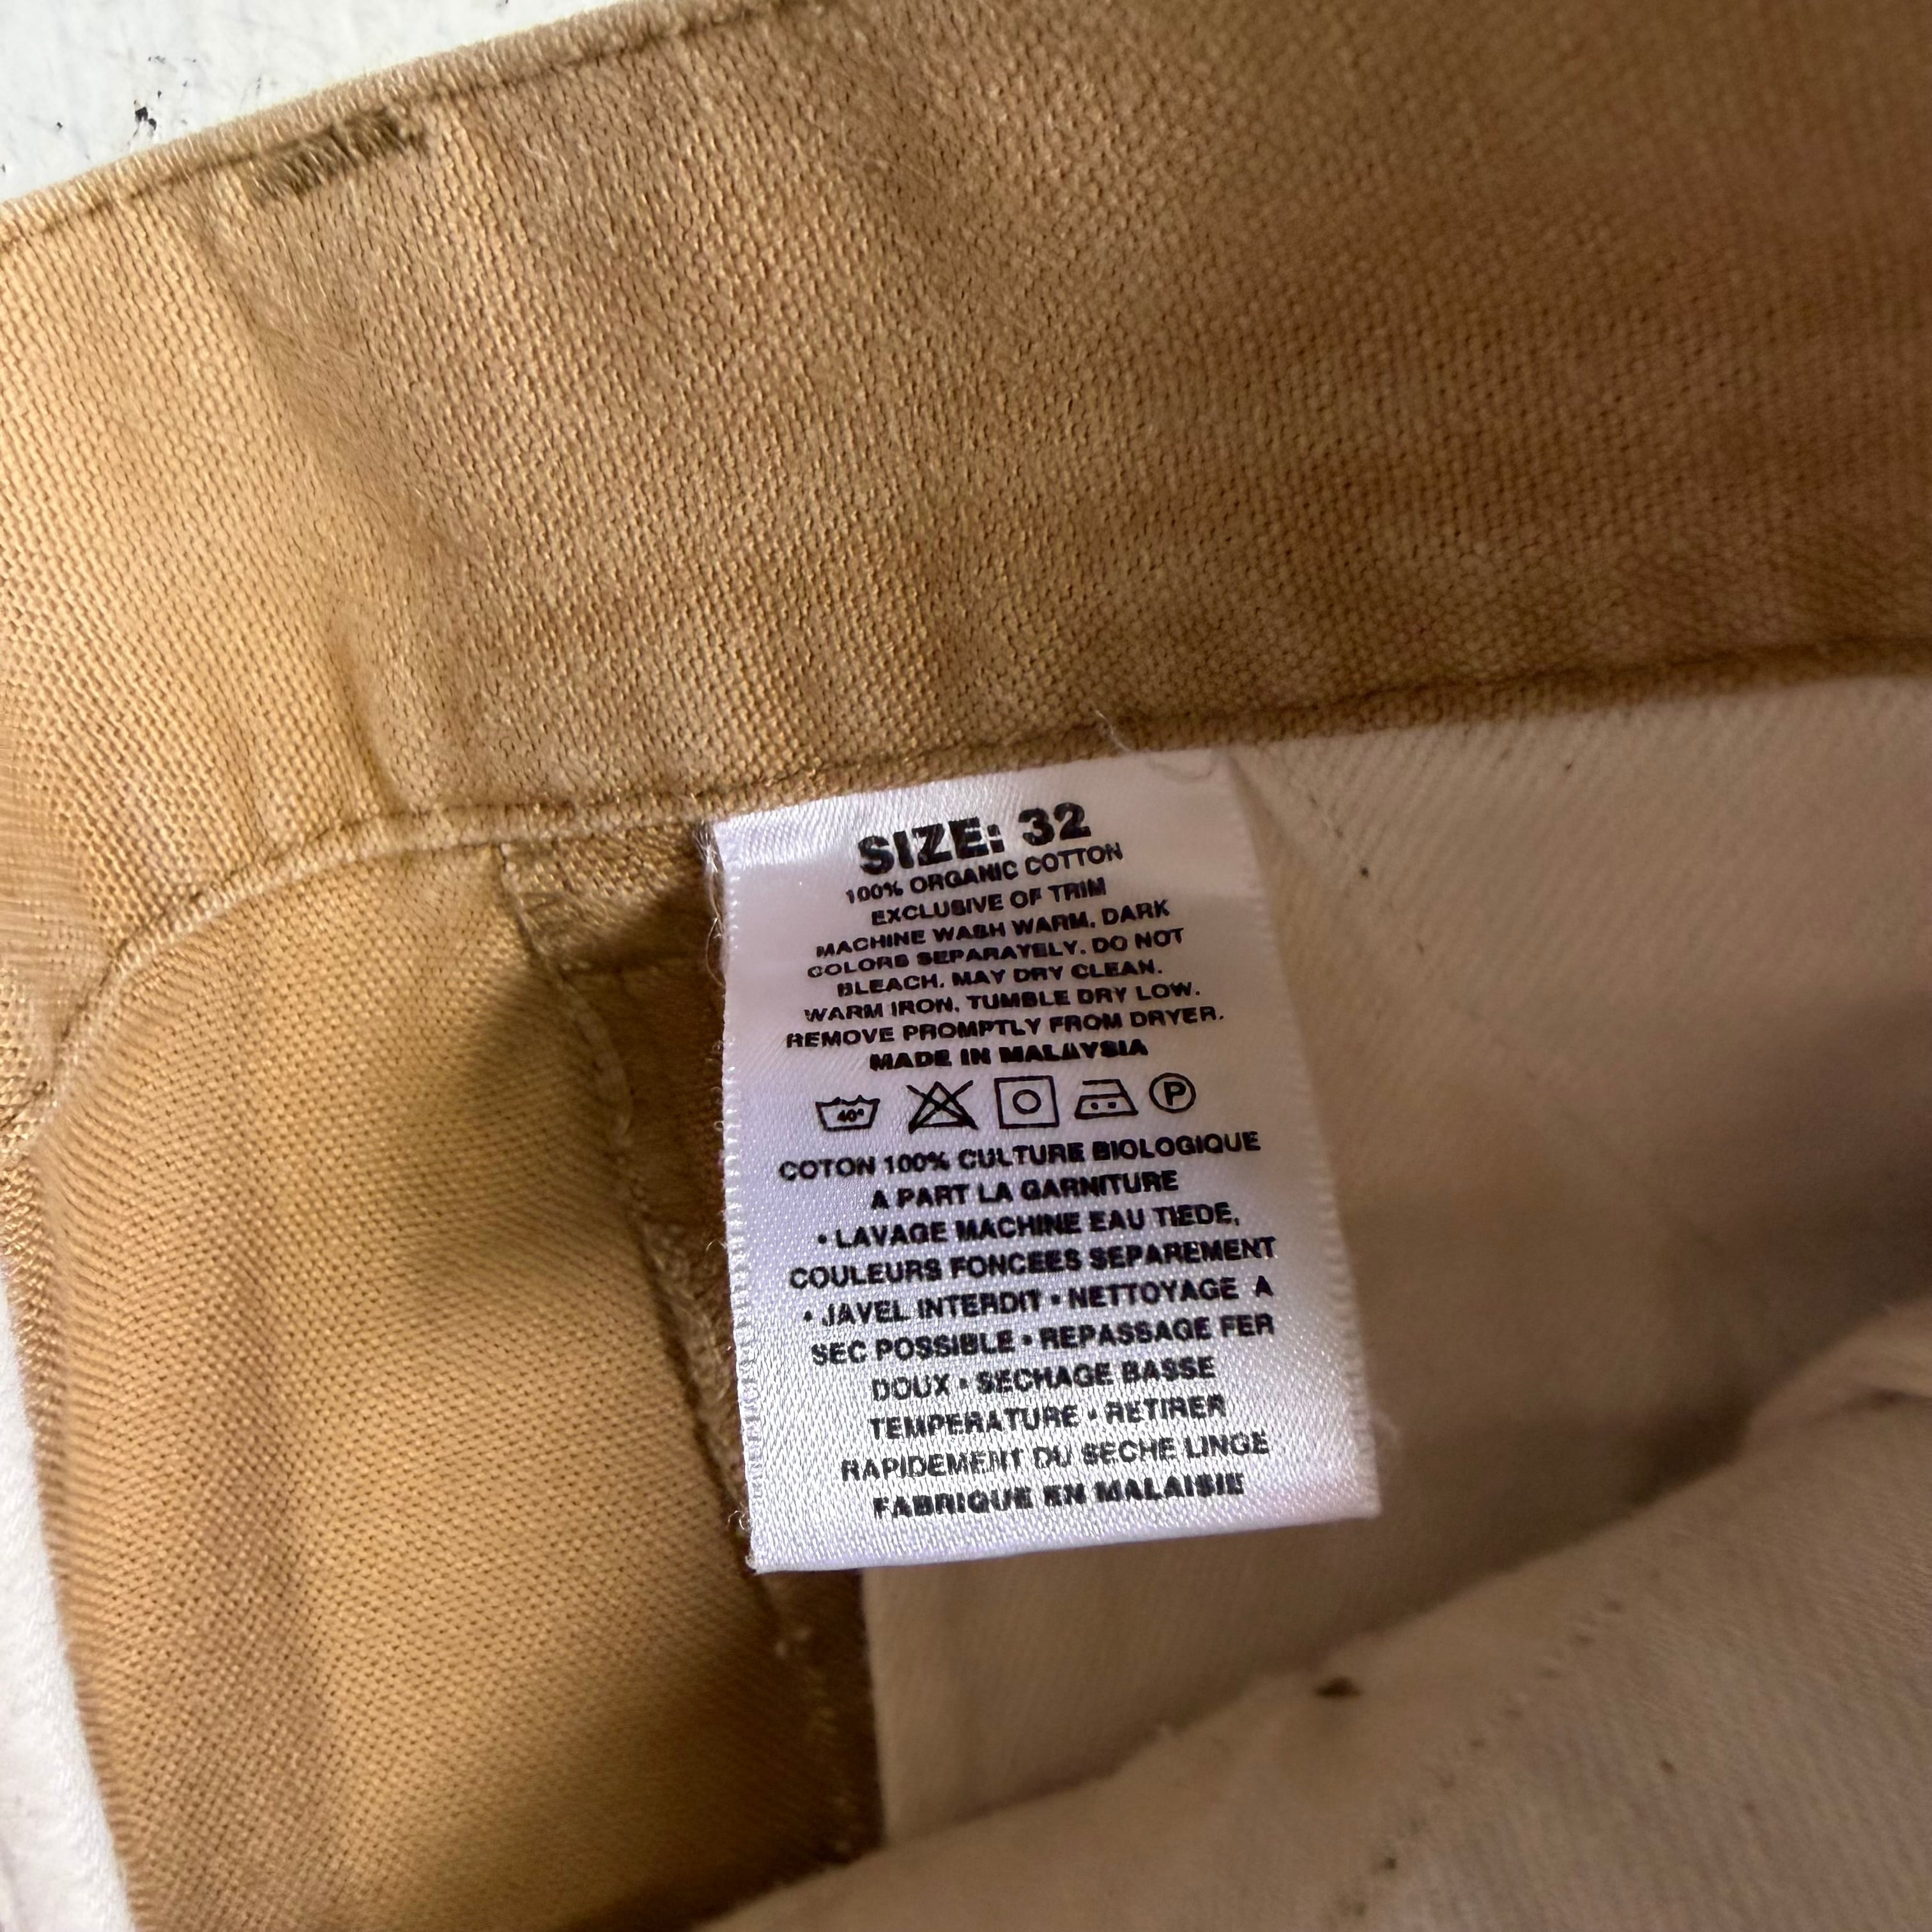 SIZE: 32
100% ORGANIC COTTON
EXCLUSIVE OF TRIM
MACHINE WASH WARM, DARK
COLORS SEPARAYELY. DO NOT
BLEACH. MAY DRY CLEAN.
WARM IRON, TUMBLE DRY LOW.
REMOVE PROMPTLY FROM DRYER.
MADE IN MALAYSIA
40° P
COTON 100% CULTURE BIOLOGIQUE
A PART LA GARNITURE
• LAVAGE MACHINE EAU TIEDE,
COULEURS FONCEES SEPAREMENT
• JAVEL INTERDIT • NETTOYAGE A
SEC POSSIBLE • REPASSAGE FER
DOUX • SECHAGE BASSE
TEMPERATURE • RETIRER
RAPIDEMENT DU SECHE LINGE
FABRIQUE EN MALAISIE